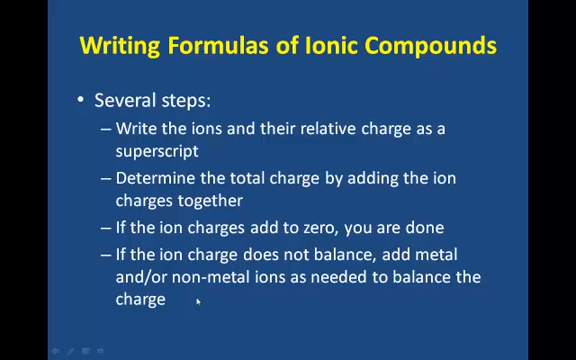 Writing Formulas of Ionic Compounds
• Several steps:
– Write the ions and their relative charge as a
superscript
– Determine the total charge by adding the ion
charges together
– If the ion charges add to zero, you are done
– If the ion charge does not balance, add metal
and/or non-metal ions as needed to balance the
charge